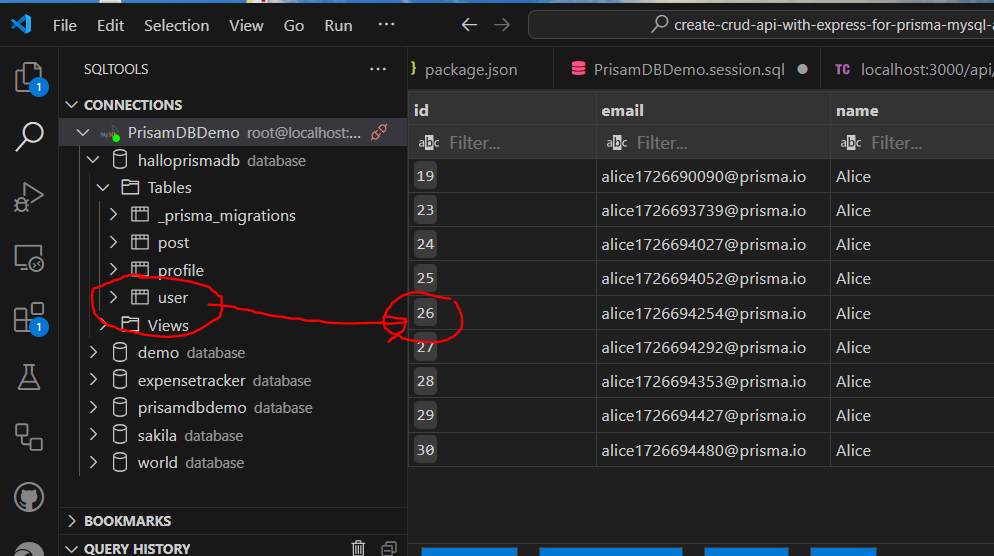 File Edit Selection View Go Run ···
create-crud-api-with-express-for-prisma-mysql-a
SQLTOOLS ···
} package.json
PrisamDBDemo.session.sql
TC localhost:3000/api/
1
CONNECTIONS
PrisamDBDemo root@localhost:...
halloprismadb database
Tables
_prisma_migrations
post
profile
user
Views
1
demo database
expensetracker database
prisamdbdemo database
sakila database
world database
BOOKMARKS
QUERY HISTORY
id email name
abc Filter... abc Filter... abc Filter...
19 alice1726690090@prisma.io Alice
23 alice1726693739@prisma.io Alice
24 alice1726694027@prisma.io Alice
25 alice1726694052@prisma.io Alice
26 alice1726694254@prisma.io Alice
27 alice1726694292@prisma.io Alice
28 alice1726694353@prisma.io Alice
29 alice1726694427@prisma.io Alice
30 alice1726694480@prisma.io Alice